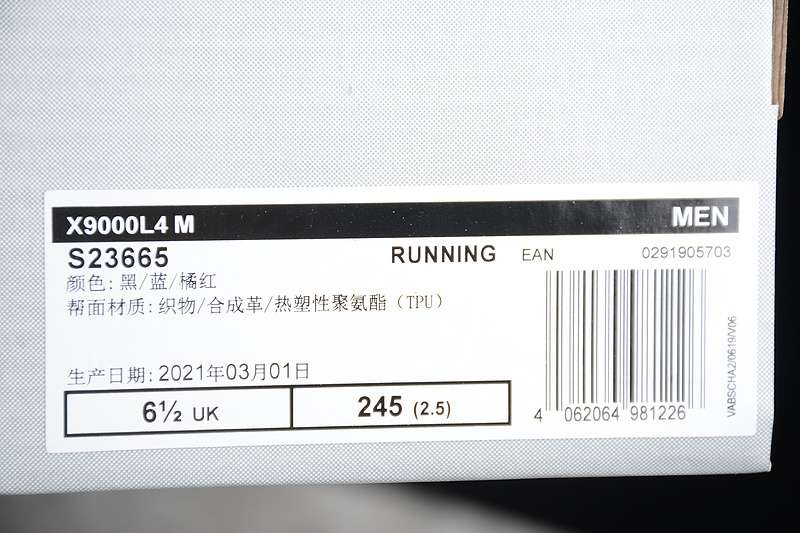 X9000L4 M MEN
S23665 RUNNING EAN 0291905703
颜色: 黑/蓝/橘红
帮面材质: 织物/合成革/热塑性聚氨酯（TPU）
生产日期: 2021年03月01日
6½ UK 245 (2.5)
4 062064 981226
VABSCHA2/0619/V06